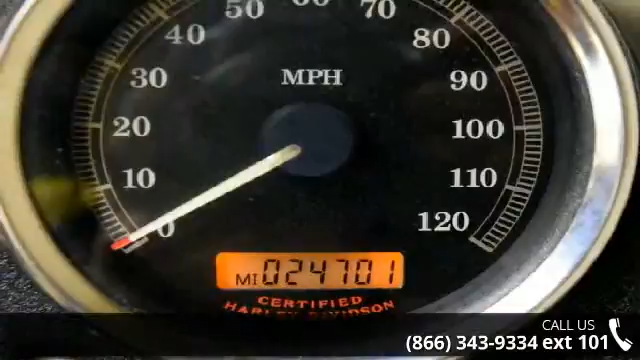 50 60 70
40 80
30 MPH 90
20 100
10 110
0 120
MI 024701
CERTIFIED
HARLEY-DAVIDSON
CALL US
(866) 343-9334 ext 101